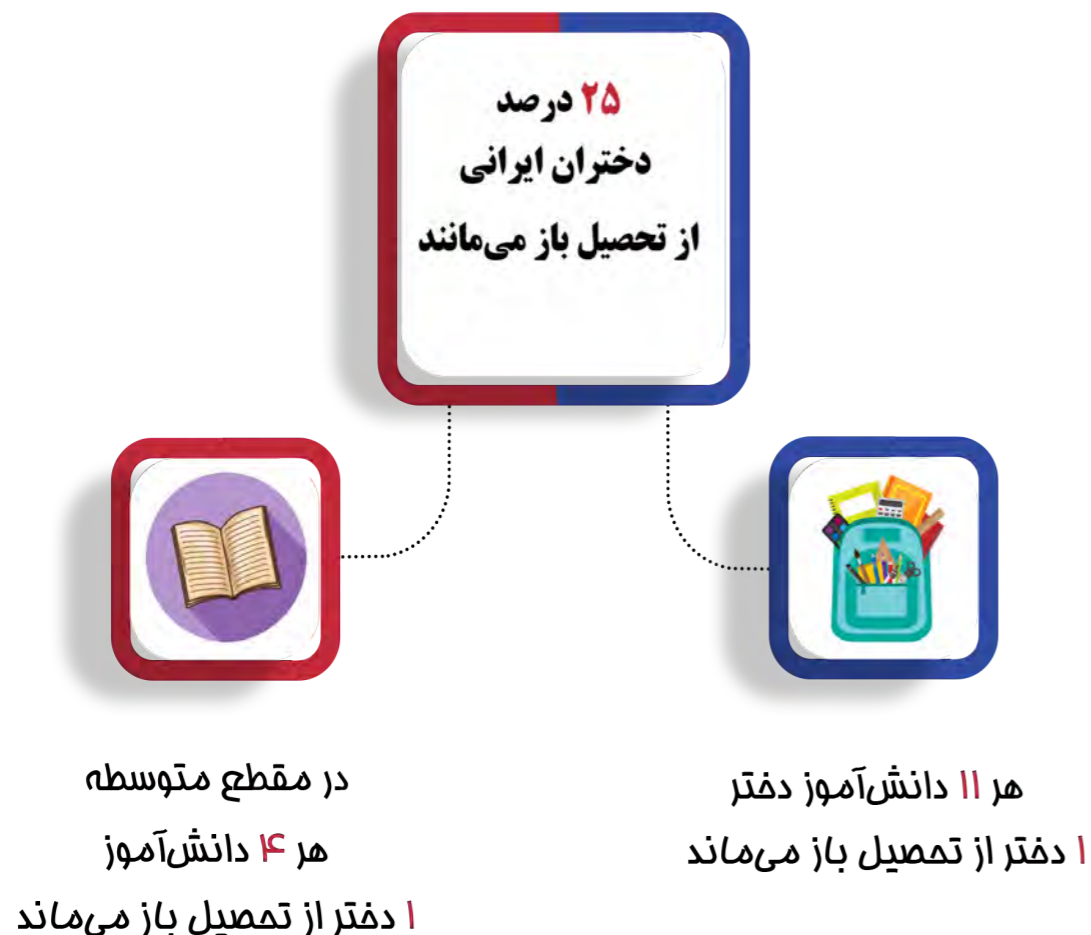 ۲۵ درصد
دختران ایرانی
از تحصیل باز می‌مانند
هر ۱۱ دانش‌آموز دختر
۱ دختر از تحصیل باز می‌ماند
در مقطع متوسطه
هر ۴ دانش‌آموز
۱ دختر از تحصیل باز می‌ماند